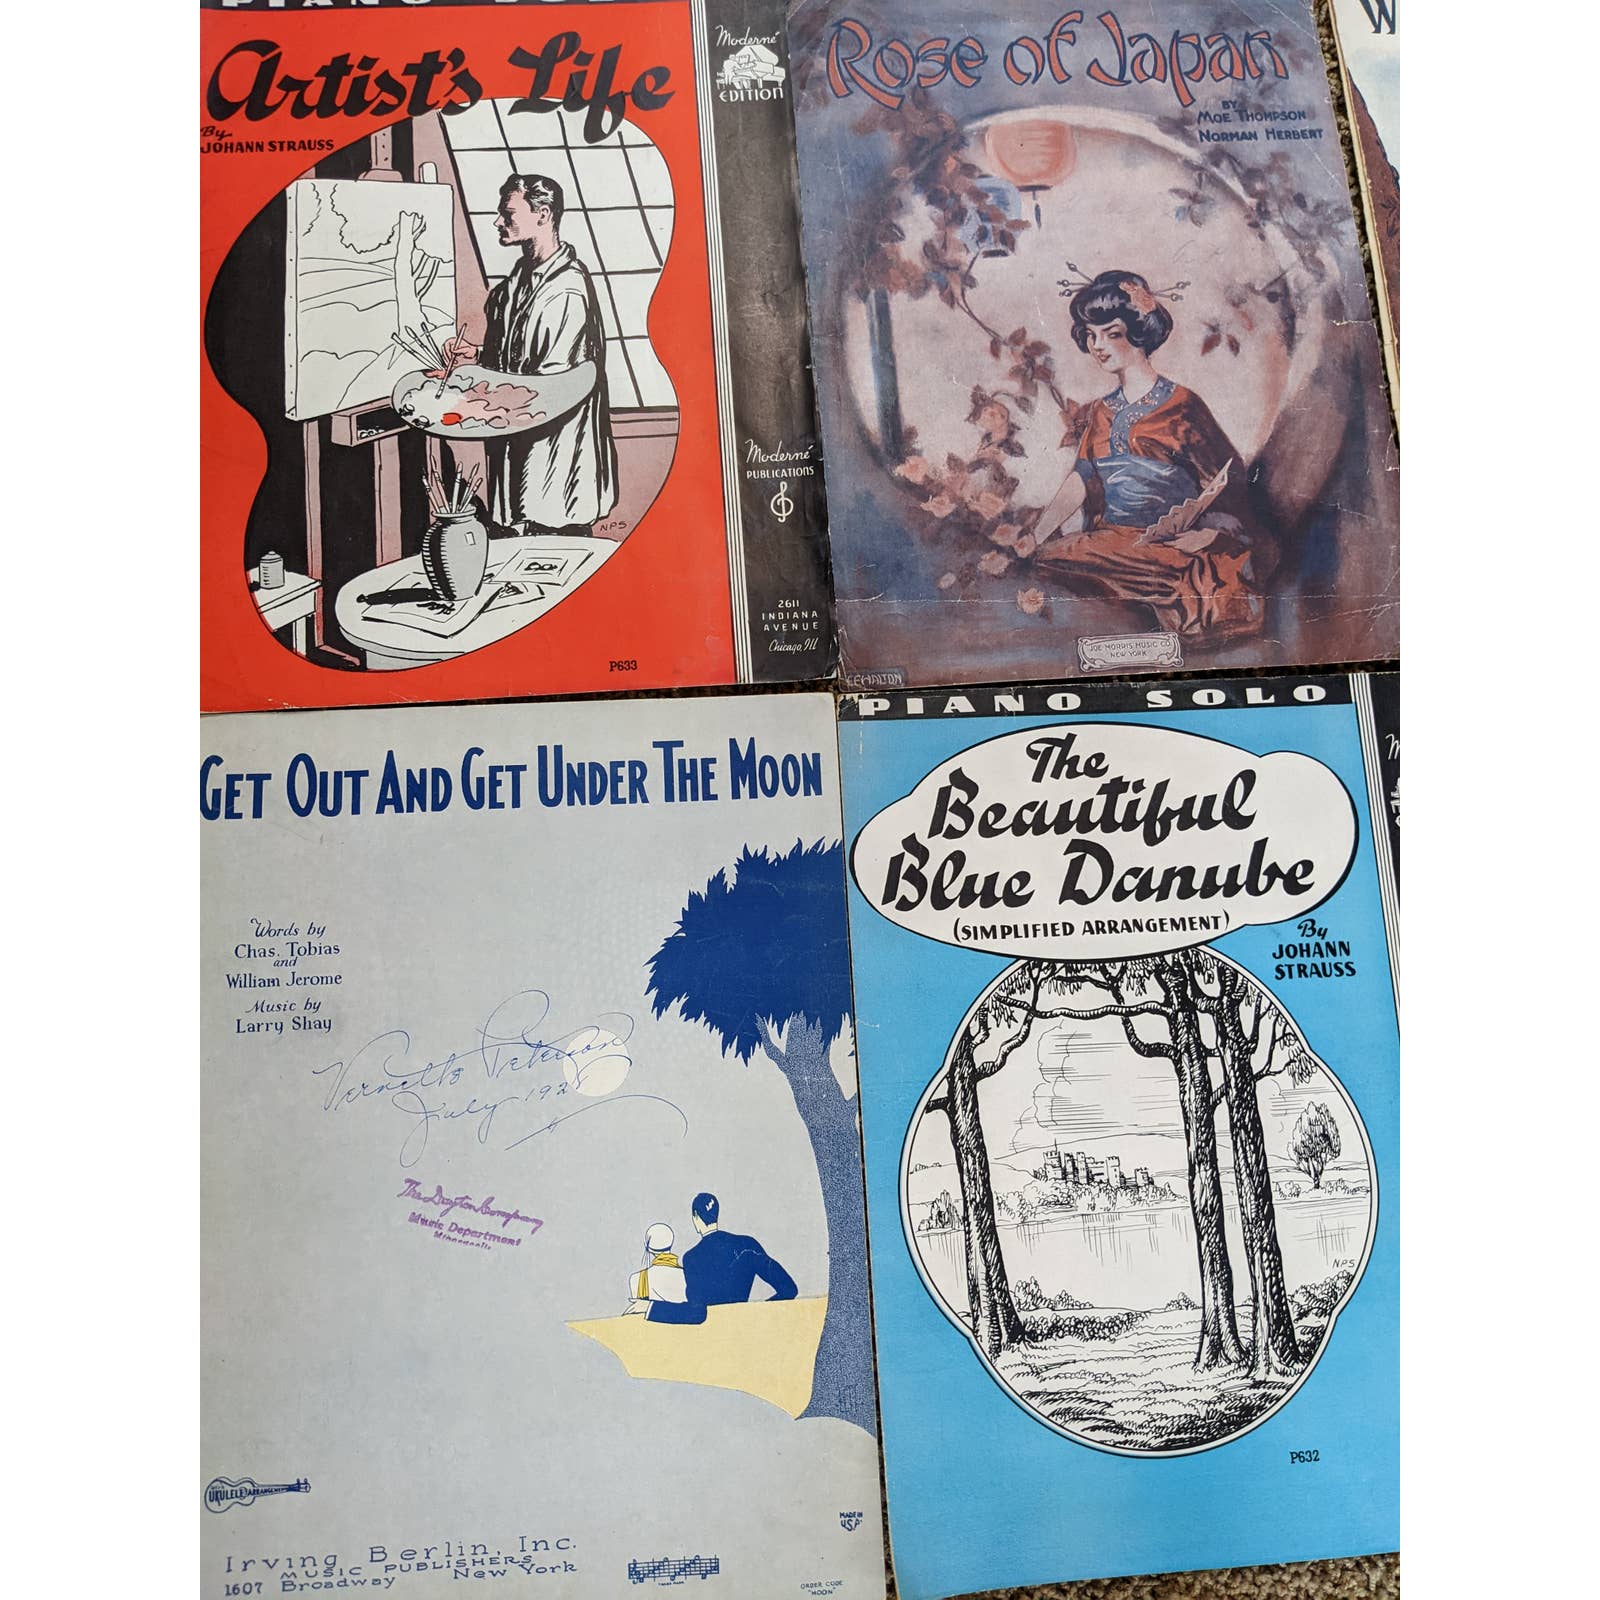 PIANO SOLO
Artist's Life
By
JOHANN STRAUSS
NPS
P633
Moderné
EDITION
Moderné
PUBLICATIONS
2611
INDIANA
AVENUE
Chicago, Ill
Rose of Japan
BY
MOE THOMPSON
NORMAN HERBERT
JOE MORRIS MUSIC CO
NEW YORK
W
GET OUT AND GET UNDER THE MOON
Words by
Chas. Tobias
and
William Jerome
Music by
Larry Shay
Peterson
July 1928
The Dayton Company
Music Department
Minneapolis
UKULELE ARRANGEMENT
Irving Berlin, Inc.
MUSIC PUBLISHERS
1607 Broadway New York
MADE IN
U.S.A.
ORDER CODE
"MOON"
PIANO SOLO
The
Beautiful
Blue Danube
(SIMPLIFIED ARRANGEMENT)
By
JOHANN
STRAUSS
NPS
P632